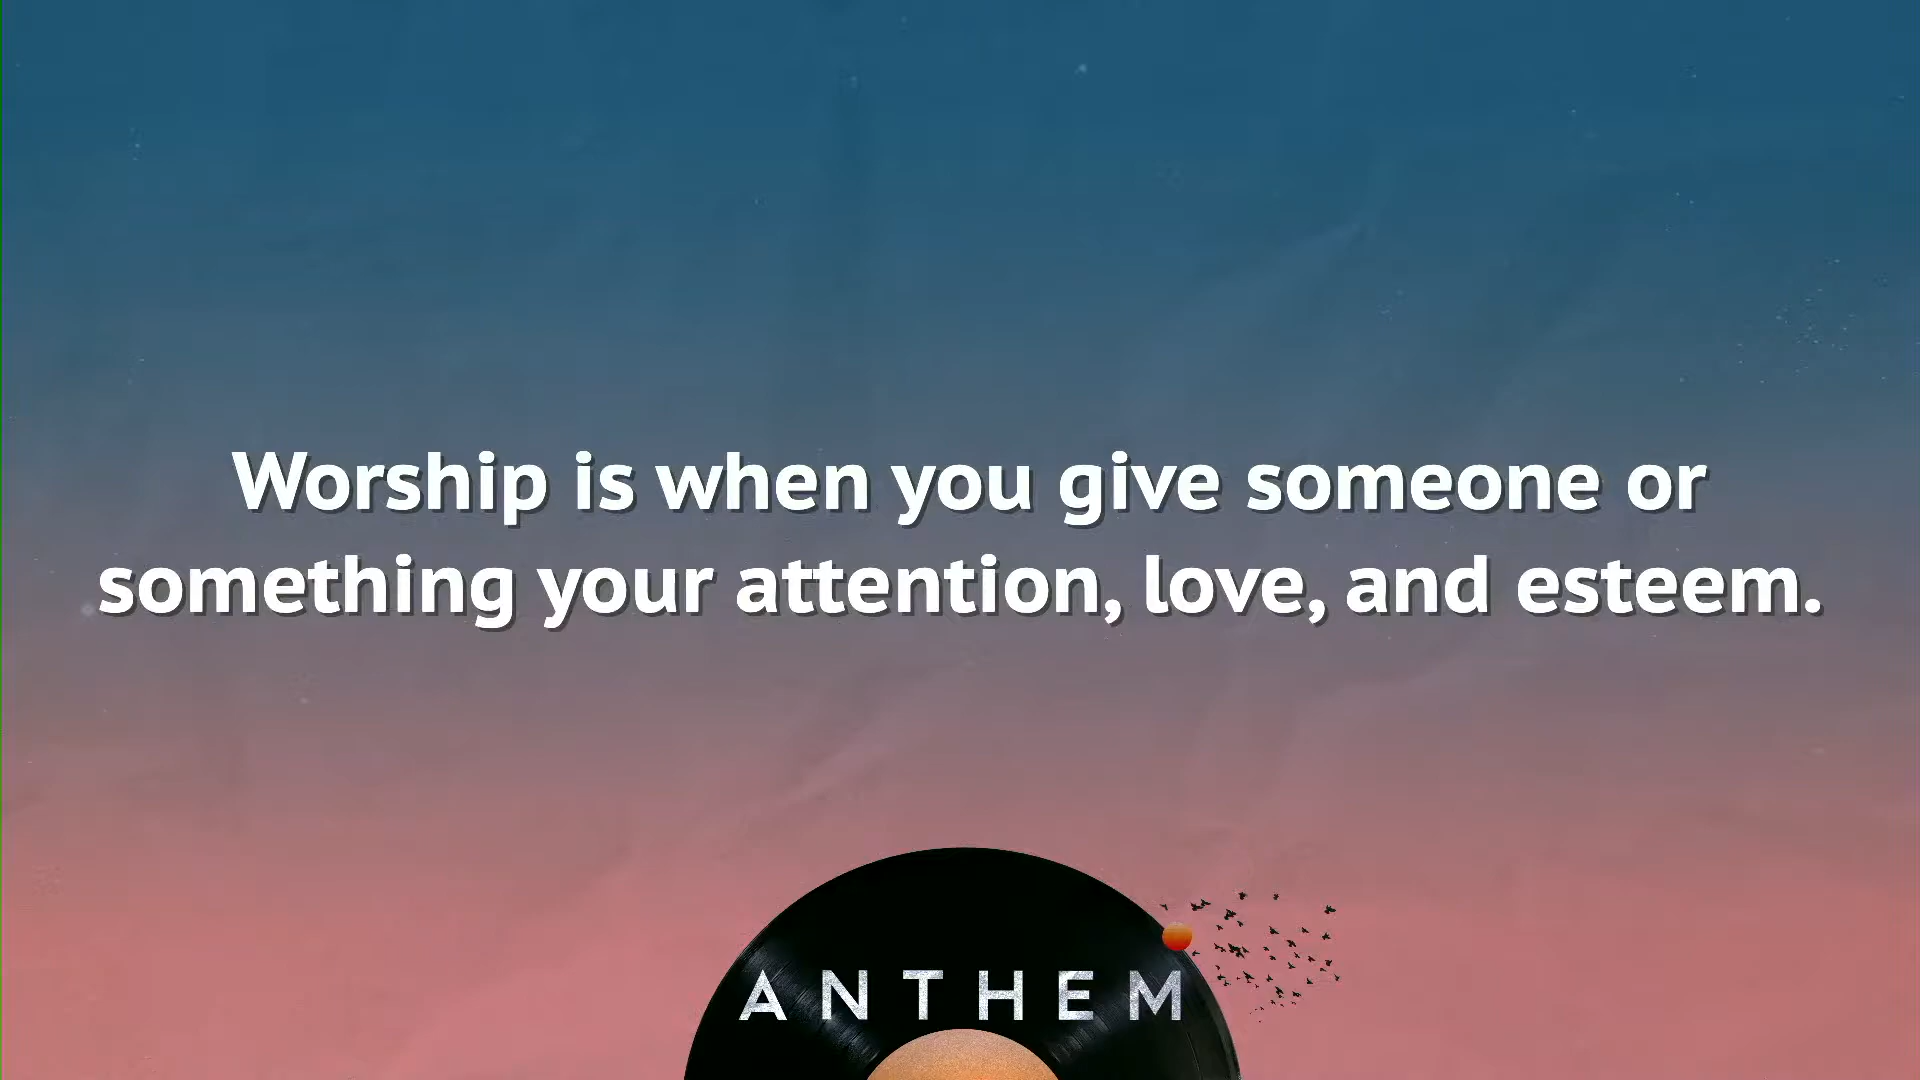 Worship is when you give someone or
something your attention, love, and esteem.
ANTHEM